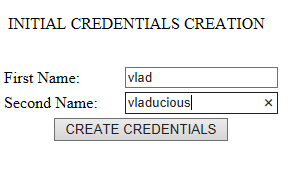 INITIAL CREDENTIALS CREATION
First Name: vlad
Second Name: vladucious
CREATE CREDENTIALS